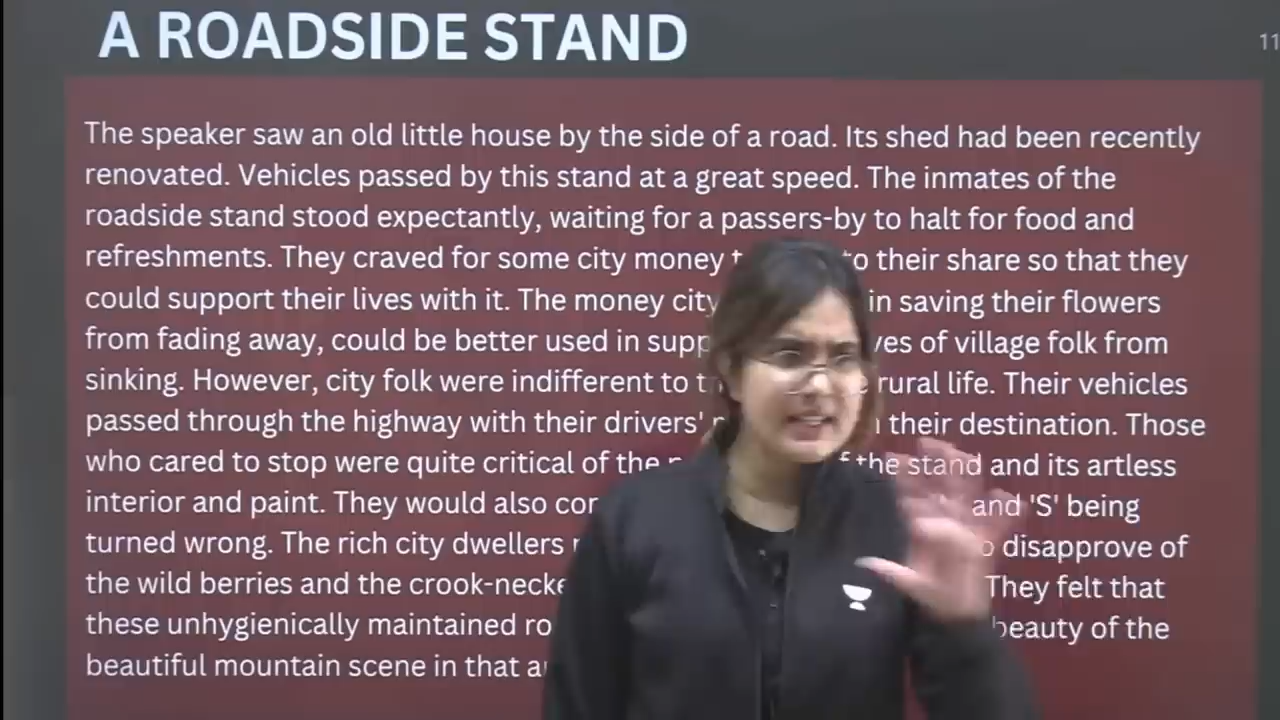 A ROADSIDE STAND
11
The speaker saw an old little house by the side of a road. Its shed had been recently
renovated. Vehicles passed by this stand at a great speed. The inmates of the
roadside stand stood expectantly, waiting for a passers-by to halt for food and
refreshments. They craved for some city money to their share so that they
could support their lives with it. The money city in saving their flowers
from fading away, could be better used in of village folk from
sinking. However, city folk were indifferent to rural life. Their vehicles
passed through the highway with their drivers' their destination. Those
who cared to stop were quite critical of the the stand and its artless
interior and paint. They would also and 'S' being
turned wrong. The rich city dwellers disapprove of
the wild berries and the They felt that
these unhygienically maintained beauty of the
beautiful mountain scene in that